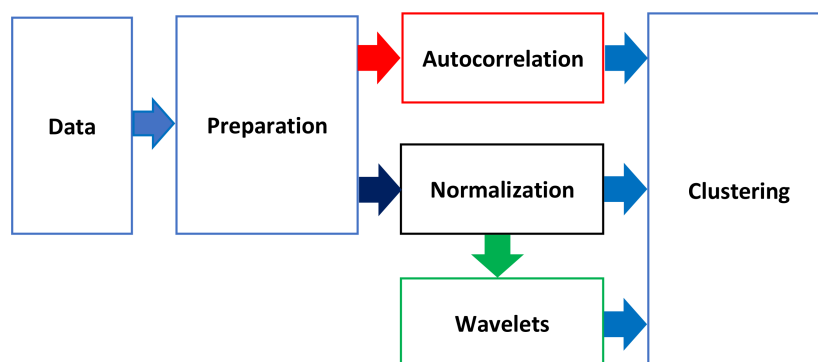 Data
Preparation
Autocorrelation
Normalization
Wavelets
Clustering